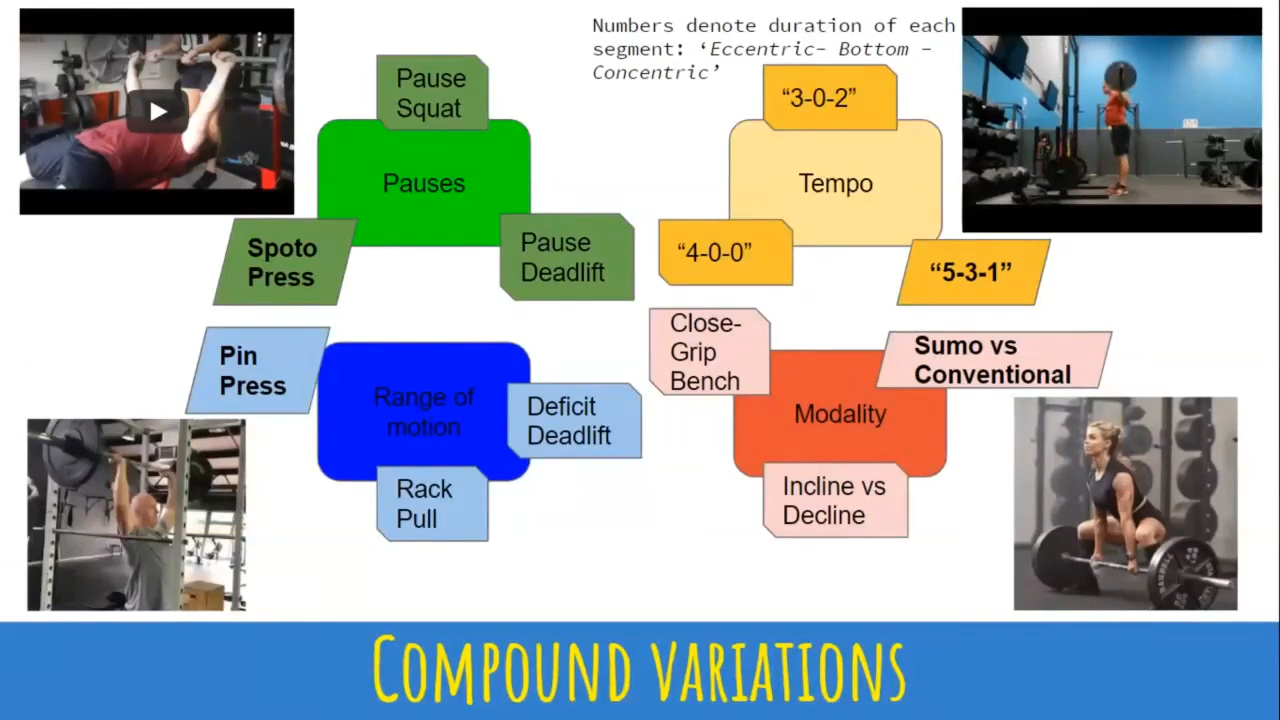 Numbers denote duration of each
segment: ‘Eccentric– Bottom –
Concentric’
Pause
Squat
Pauses
Spoto
Press
Pause
Deadlift
“3-0-2”
Tempo
“4-0-0”
“5-3-1”
Pin
Press
Range of
motion
Deficit
Deadlift
Rack
Pull
Close-
Grip
Bench
Sumo vs
Conventional
Modality
Incline vs
Decline
Compound variations